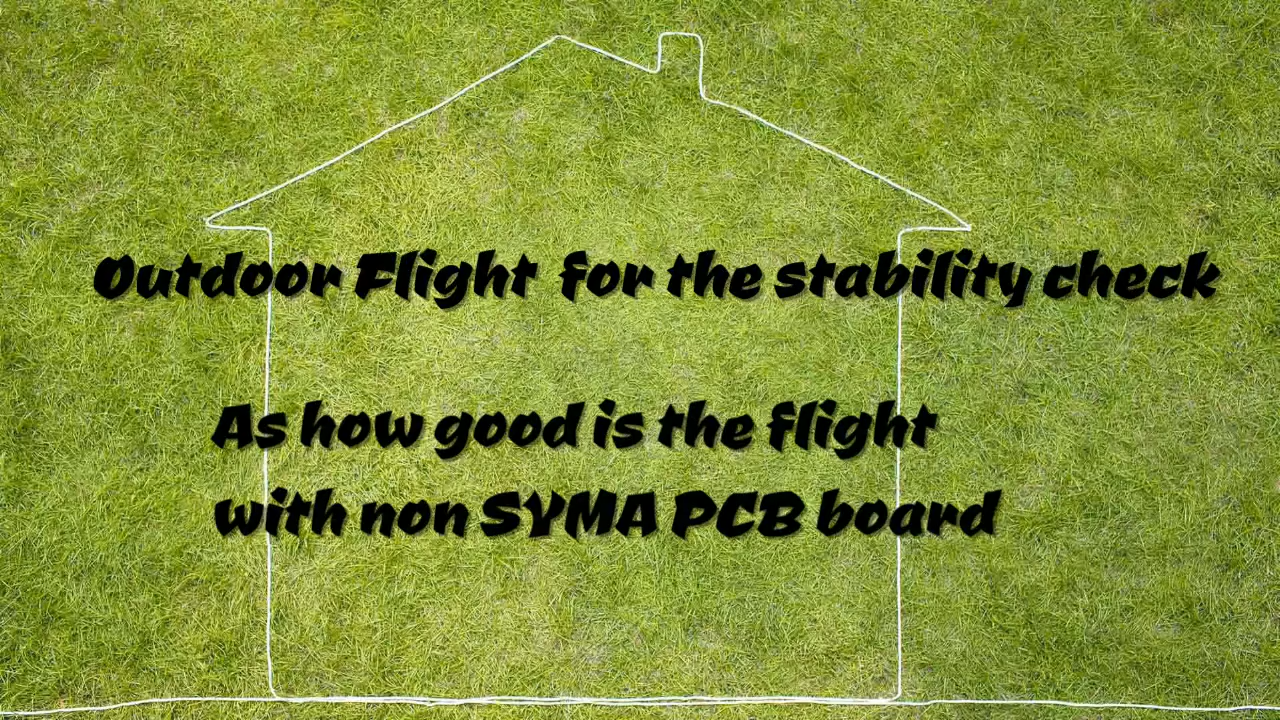 Outdoor Flight for the stability check
As how good is the flight
with non SYMA PCB board